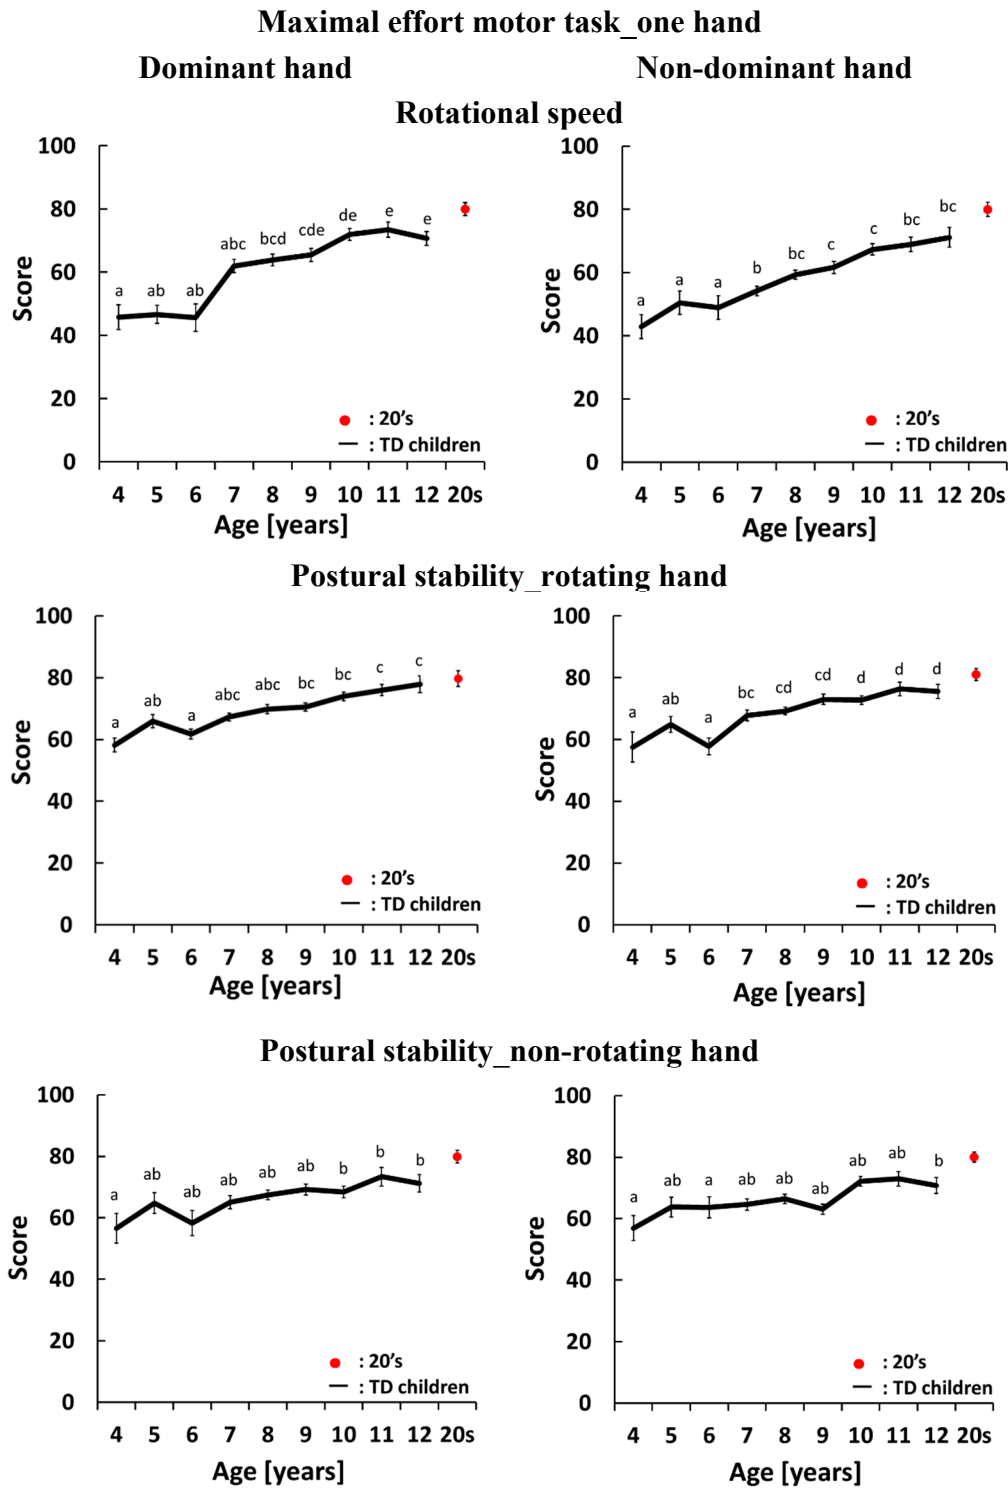 Maximal effort motor task_one hand
Dominant hand Non-dominant hand
Rotational speed
100
80
60
40
20
0
Score
a ab ab abc bcd cde de e e
: 20's
: TD children
4 5 6 7 8 9 10 11 12 20s
Age [years]
100
80
60
40
20
0
Score
a a a b bc c c bc bc
: 20's
: TD children
4 5 6 7 8 9 10 11 12 20s
Age [years]
Postural stability_rotating hand
100
80
60
40
20
0
Score
a ab a abc abc bc bc c c
: 20's
: TD children
4 5 6 7 8 9 10 11 12 20s
Age [years]
100
80
60
40
20
0
Score
a ab a bc cd cd d d d
: 20's
: TD children
4 5 6 7 8 9 10 11 12 20s
Age [years]
Postural stability_non-rotating hand
100
80
60
40
20
0
Score
a ab a ab ab ab b b b
: 20's
: TD children
4 5 6 7 8 9 10 11 12 20s
Age [years]
100
80
60
40
20
0
Score
a ab a ab ab ab ab ab b
: 20's
: TD children
4 5 6 7 8 9 10 11 12 20s
Age [years]